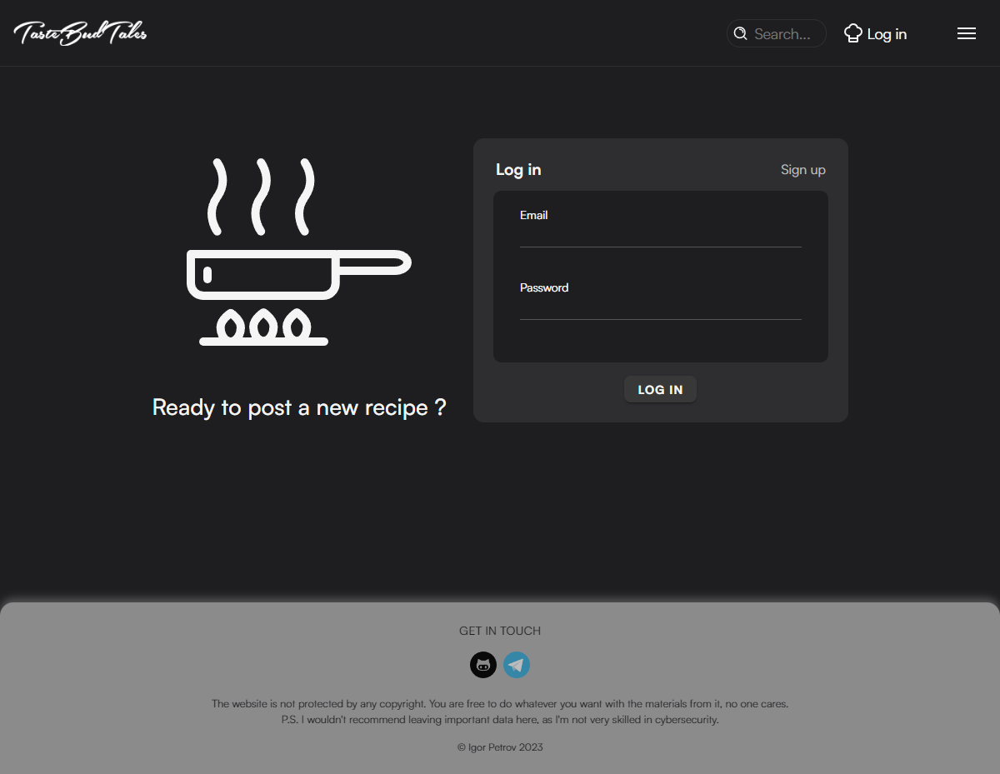 TasteBudTales
Search...
Log in
Log in
Sign up
Email
Password
LOG IN
Ready to post a new recipe ?
GET IN TOUCH
The website is not protected by any copyright. You are free to do whatever you want with the materials from it, no one cares.
P.S. I wouldn't recommend leaving important data here, as I'm not very skilled in cybersecurity.
© Igor Petrov 2023